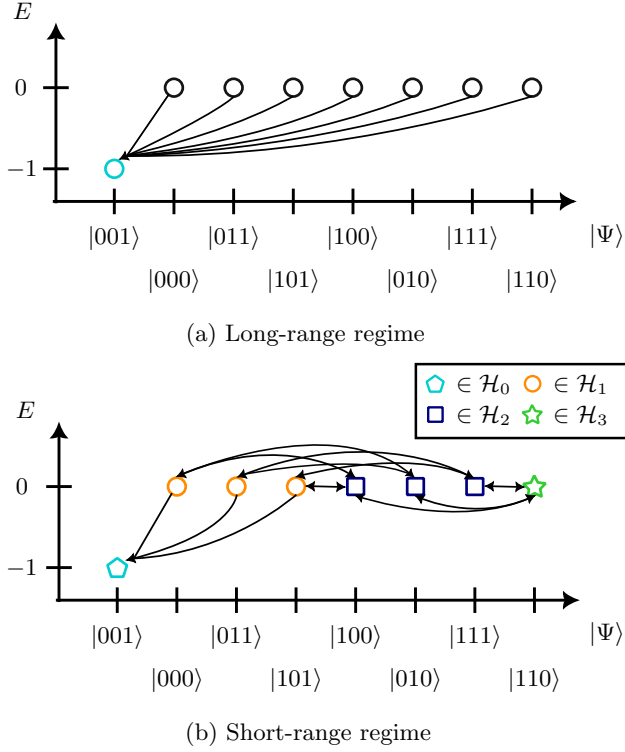 E
0
−1
|001⟩ |011⟩ |100⟩ |111⟩ |Ψ⟩
|000⟩ |101⟩ |010⟩ |110⟩
(a) Long-range regime
∈ ℋ₀ ∈ ℋ₁
∈ ℋ₂ ∈ ℋ₃
E
0
−1
|001⟩ |011⟩ |100⟩ |111⟩ |Ψ⟩
|000⟩ |101⟩ |010⟩ |110⟩
(b) Short-range regime